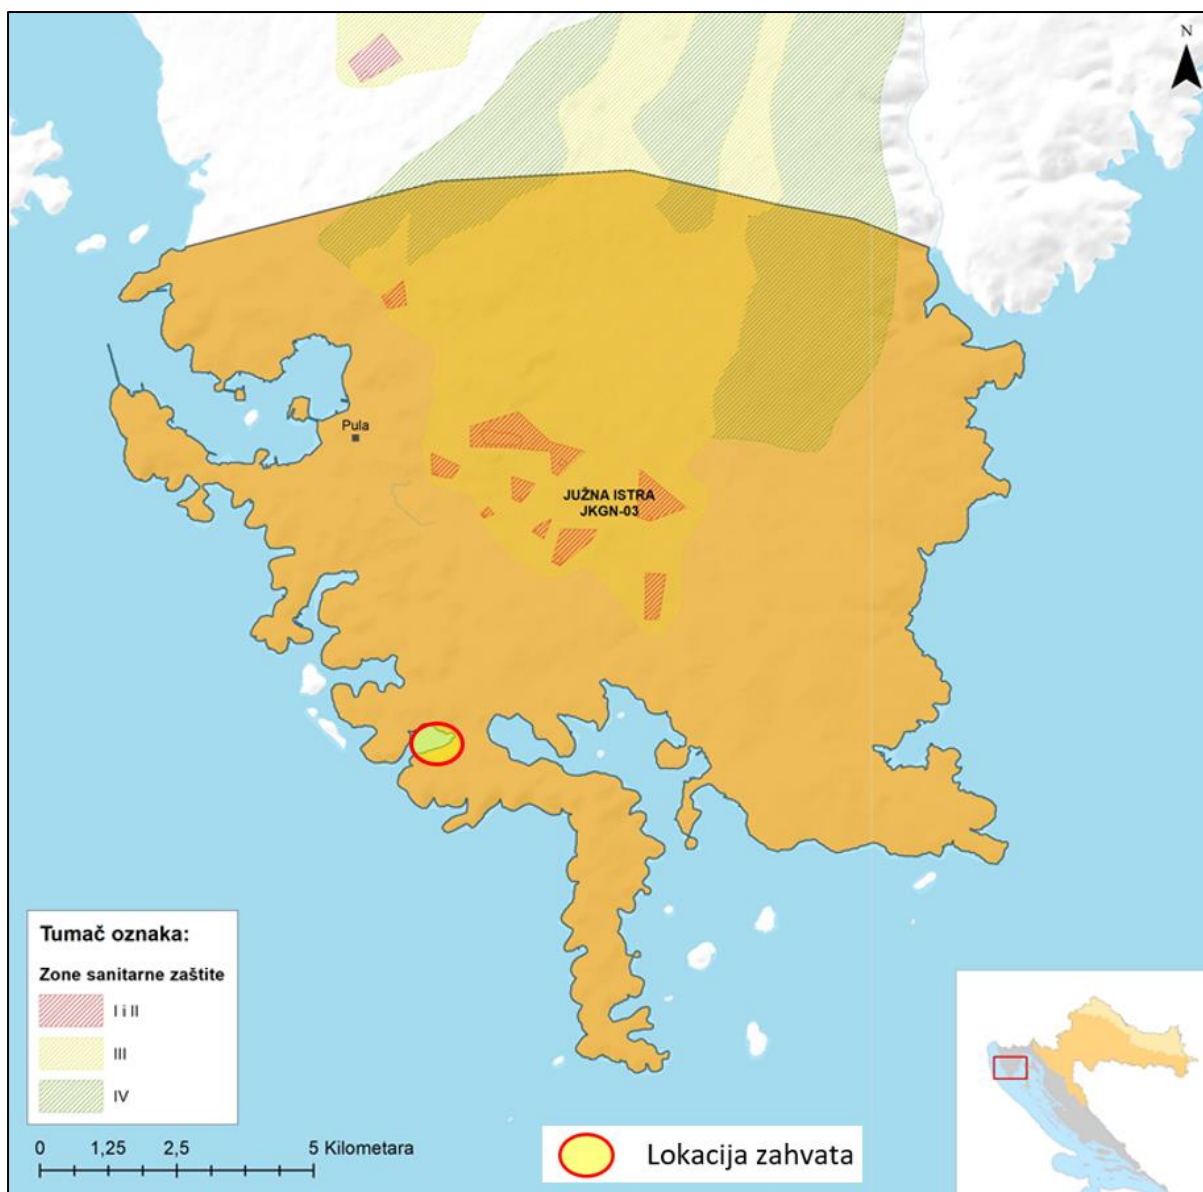 N
Pula
JUŽNA ISTRA
JKGN-03
Tumač oznaka:
Zone sanitarne zaštite
I i II
III
IV
0 1,25 2,5 5 Kilometara
Lokacija zahvata